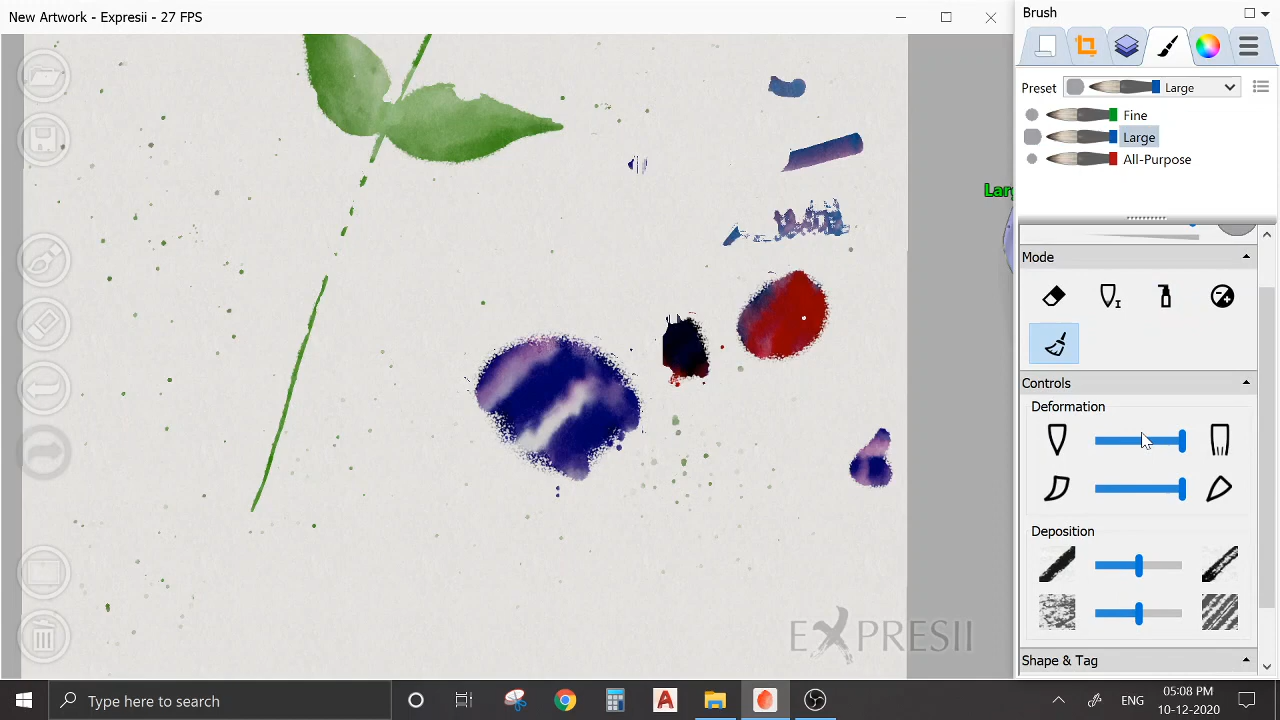 New Artwork - Expresii - 27 FPS
Brush
Preset
Large
Fine
Large
All-Purpose
Mode
Controls
Deformation
Deposition
Shape & Tag
EXPRESII
Type here to search
ENG
05:08 PM
10-12-2020